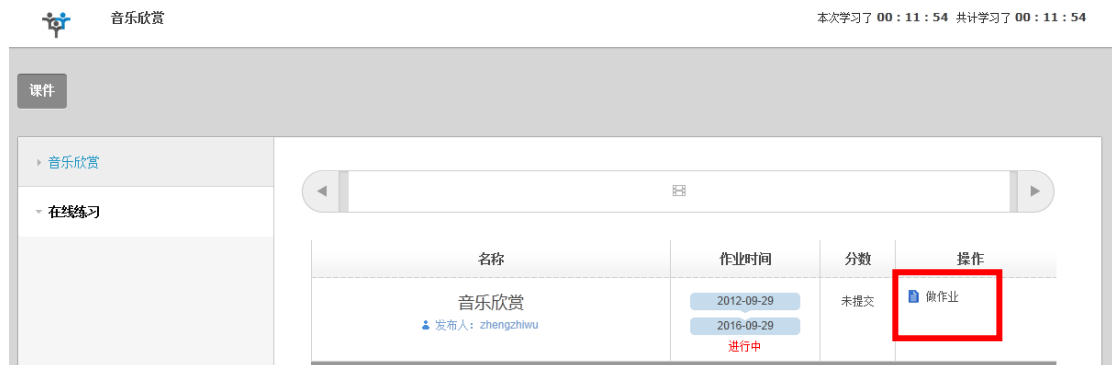 音乐欣赏
本次学习了 00：11：54 共计学习了 00：11：54
课件
音乐欣赏
在线练习
名称 作业时间 分数 操作
音乐欣赏
发布人：zhengzhiwu
2012-09-29
2016-09-29
进行中
未提交
做作业